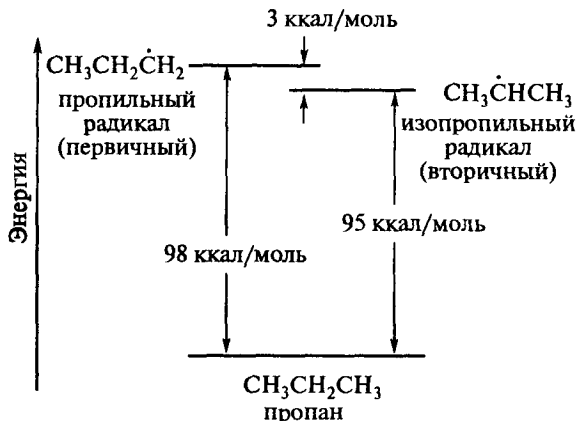 3 ккал/моль
CH₃CH₂ĊH₂
пропильный
радикал
(первичный)
CH₃ĊHCH₃
изопропильный
радикал
(вторичный)
Энергия
98 ккал/моль
95 ккал/моль
CH₃CH₂CH₃
пропан